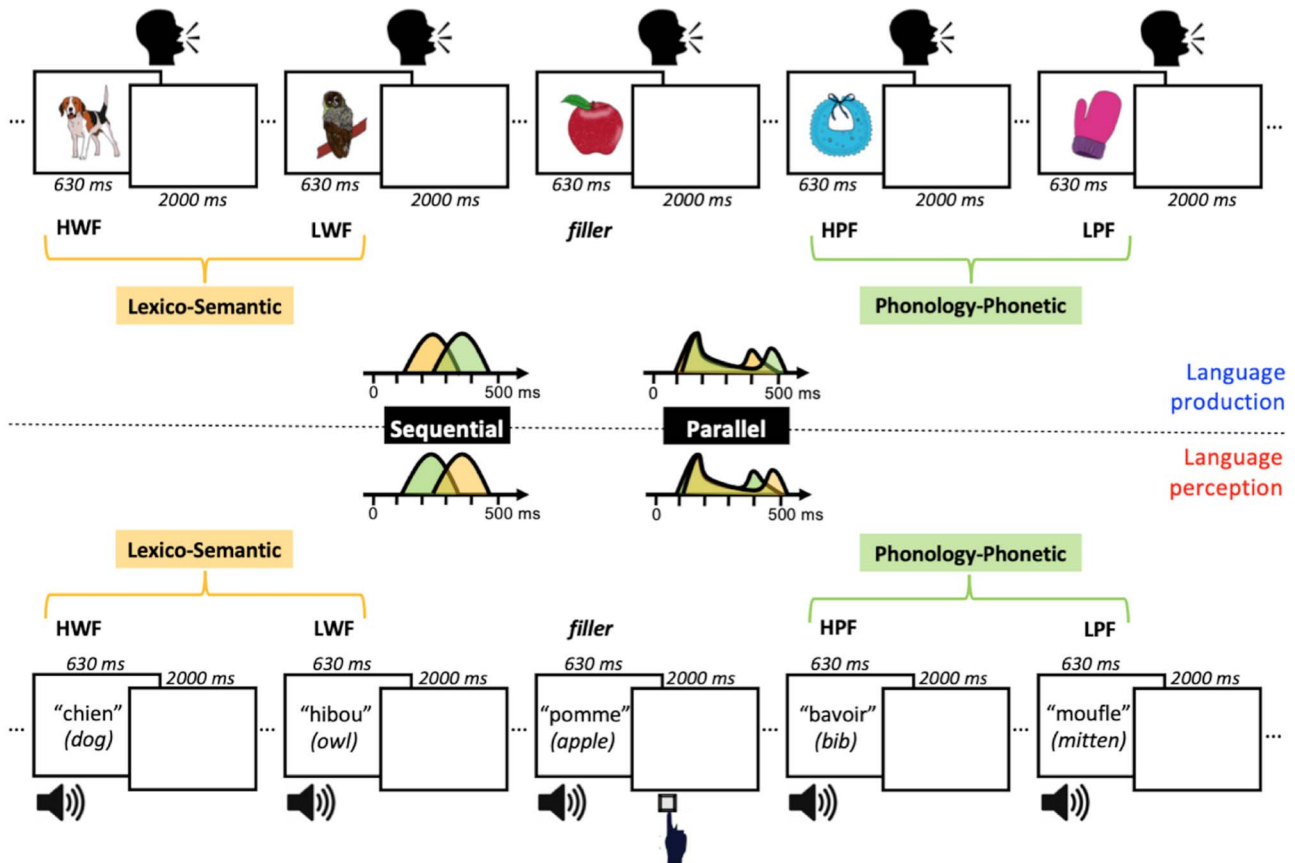 ... ... ... ... ... ...
630 ms 630 ms 630 ms 630 ms 630 ms
2000 ms 2000 ms 2000 ms 2000 ms 2000 ms
HWF LWF filler HPF LPF
Lexico-Semantic Phonology-Phonetic
0 500 ms 0 500 ms
Language
production
Sequential Parallel
Language
perception
0 500 ms 0 500 ms
Lexico-Semantic Phonology-Phonetic
HWF LWF filler HPF LPF
630 ms 630 ms 630 ms 630 ms 630 ms
2000 ms 2000 ms 2000 ms 2000 ms 2000 ms
“chien” “hibou” “pomme” “bavoir” “moufle”
... ... ... ... ... ...
(dog) (owl) (apple) (bib) (mitten)